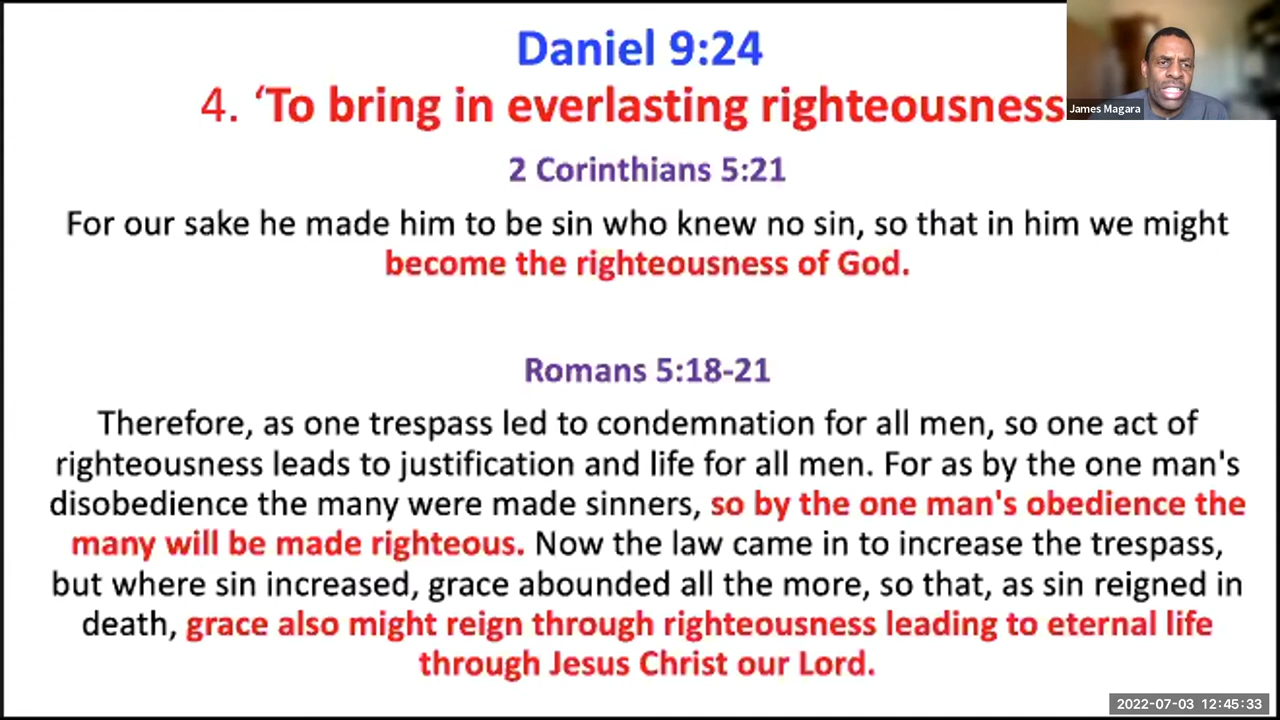 Daniel 9:24
4. ‘To bring in everlasting righteousness
James Magara
2 Corinthians 5:21
For our sake he made him to be sin who knew no sin, so that in him we might
become the righteousness of God.
Romans 5:18-21
Therefore, as one trespass led to condemnation for all men, so one act of
righteousness leads to justification and life for all men. For as by the one man's
disobedience the many were made sinners, so by the one man's obedience the
many will be made righteous. Now the law came in to increase the trespass,
but where sin increased, grace abounded all the more, so that, as sin reigned in
death, grace also might reign through righteousness leading to eternal life
through Jesus Christ our Lord.
2022-07-03 12:45:33